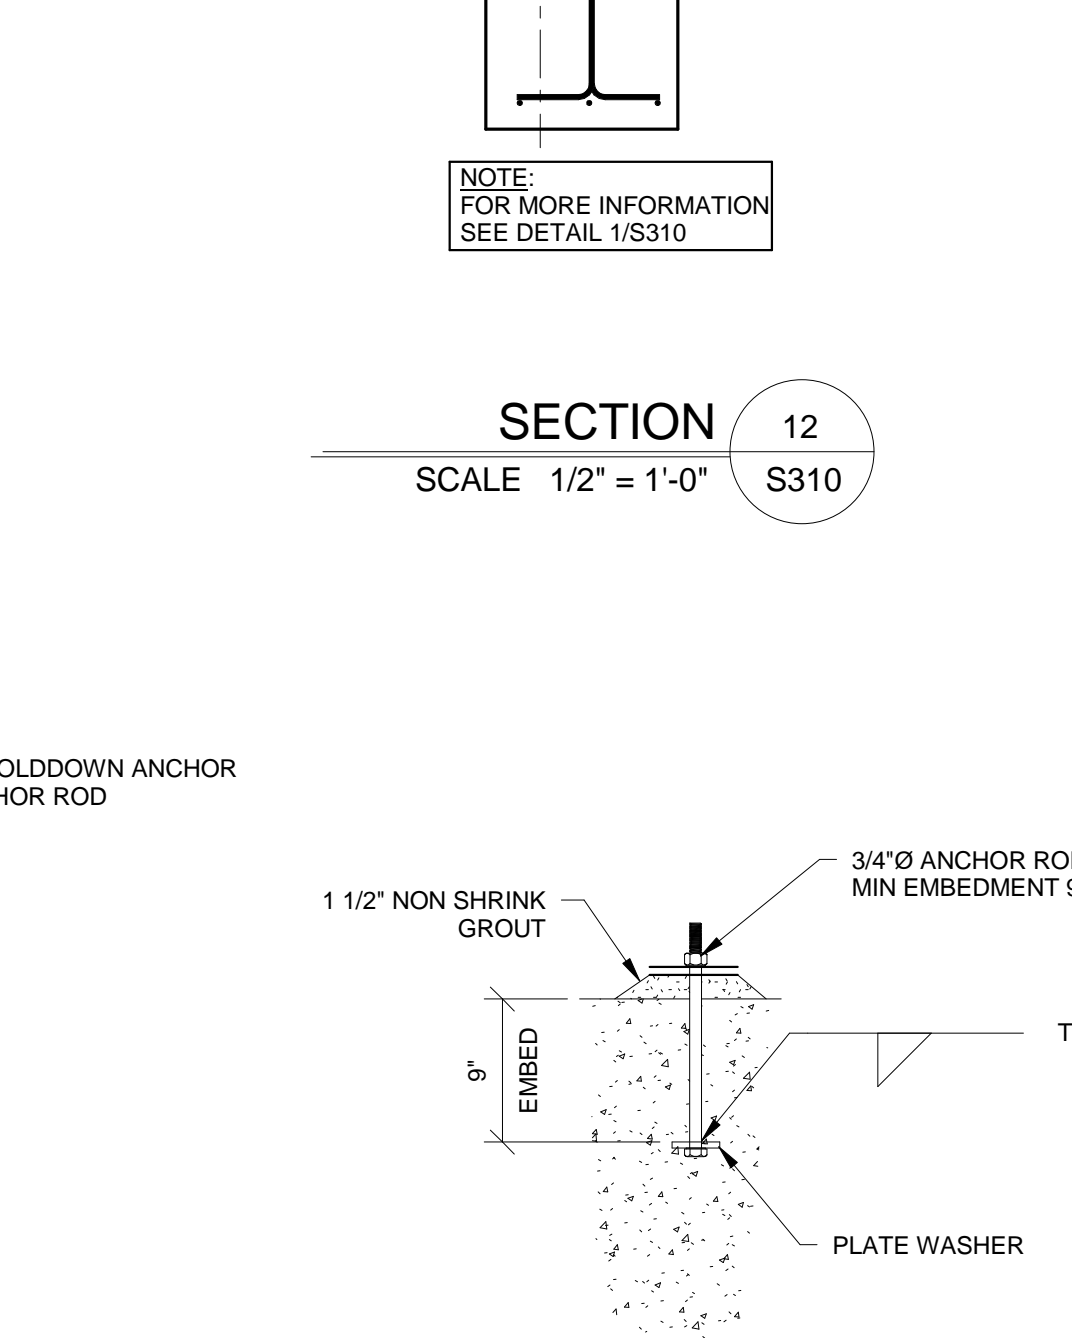 NOTE:
FOR MORE INFORMATION
SEE DETAIL 1/S310
SECTION
12
SCALE 1/2" = 1'-0"
S310
OLDDOWN ANCHOR
HOR ROD
3/4"Ø ANCHOR RO
MIN EMBEDMENT 9
1 1/2" NON SHRINK
GROUT
9"
EMBED
T
PLATE WASHER